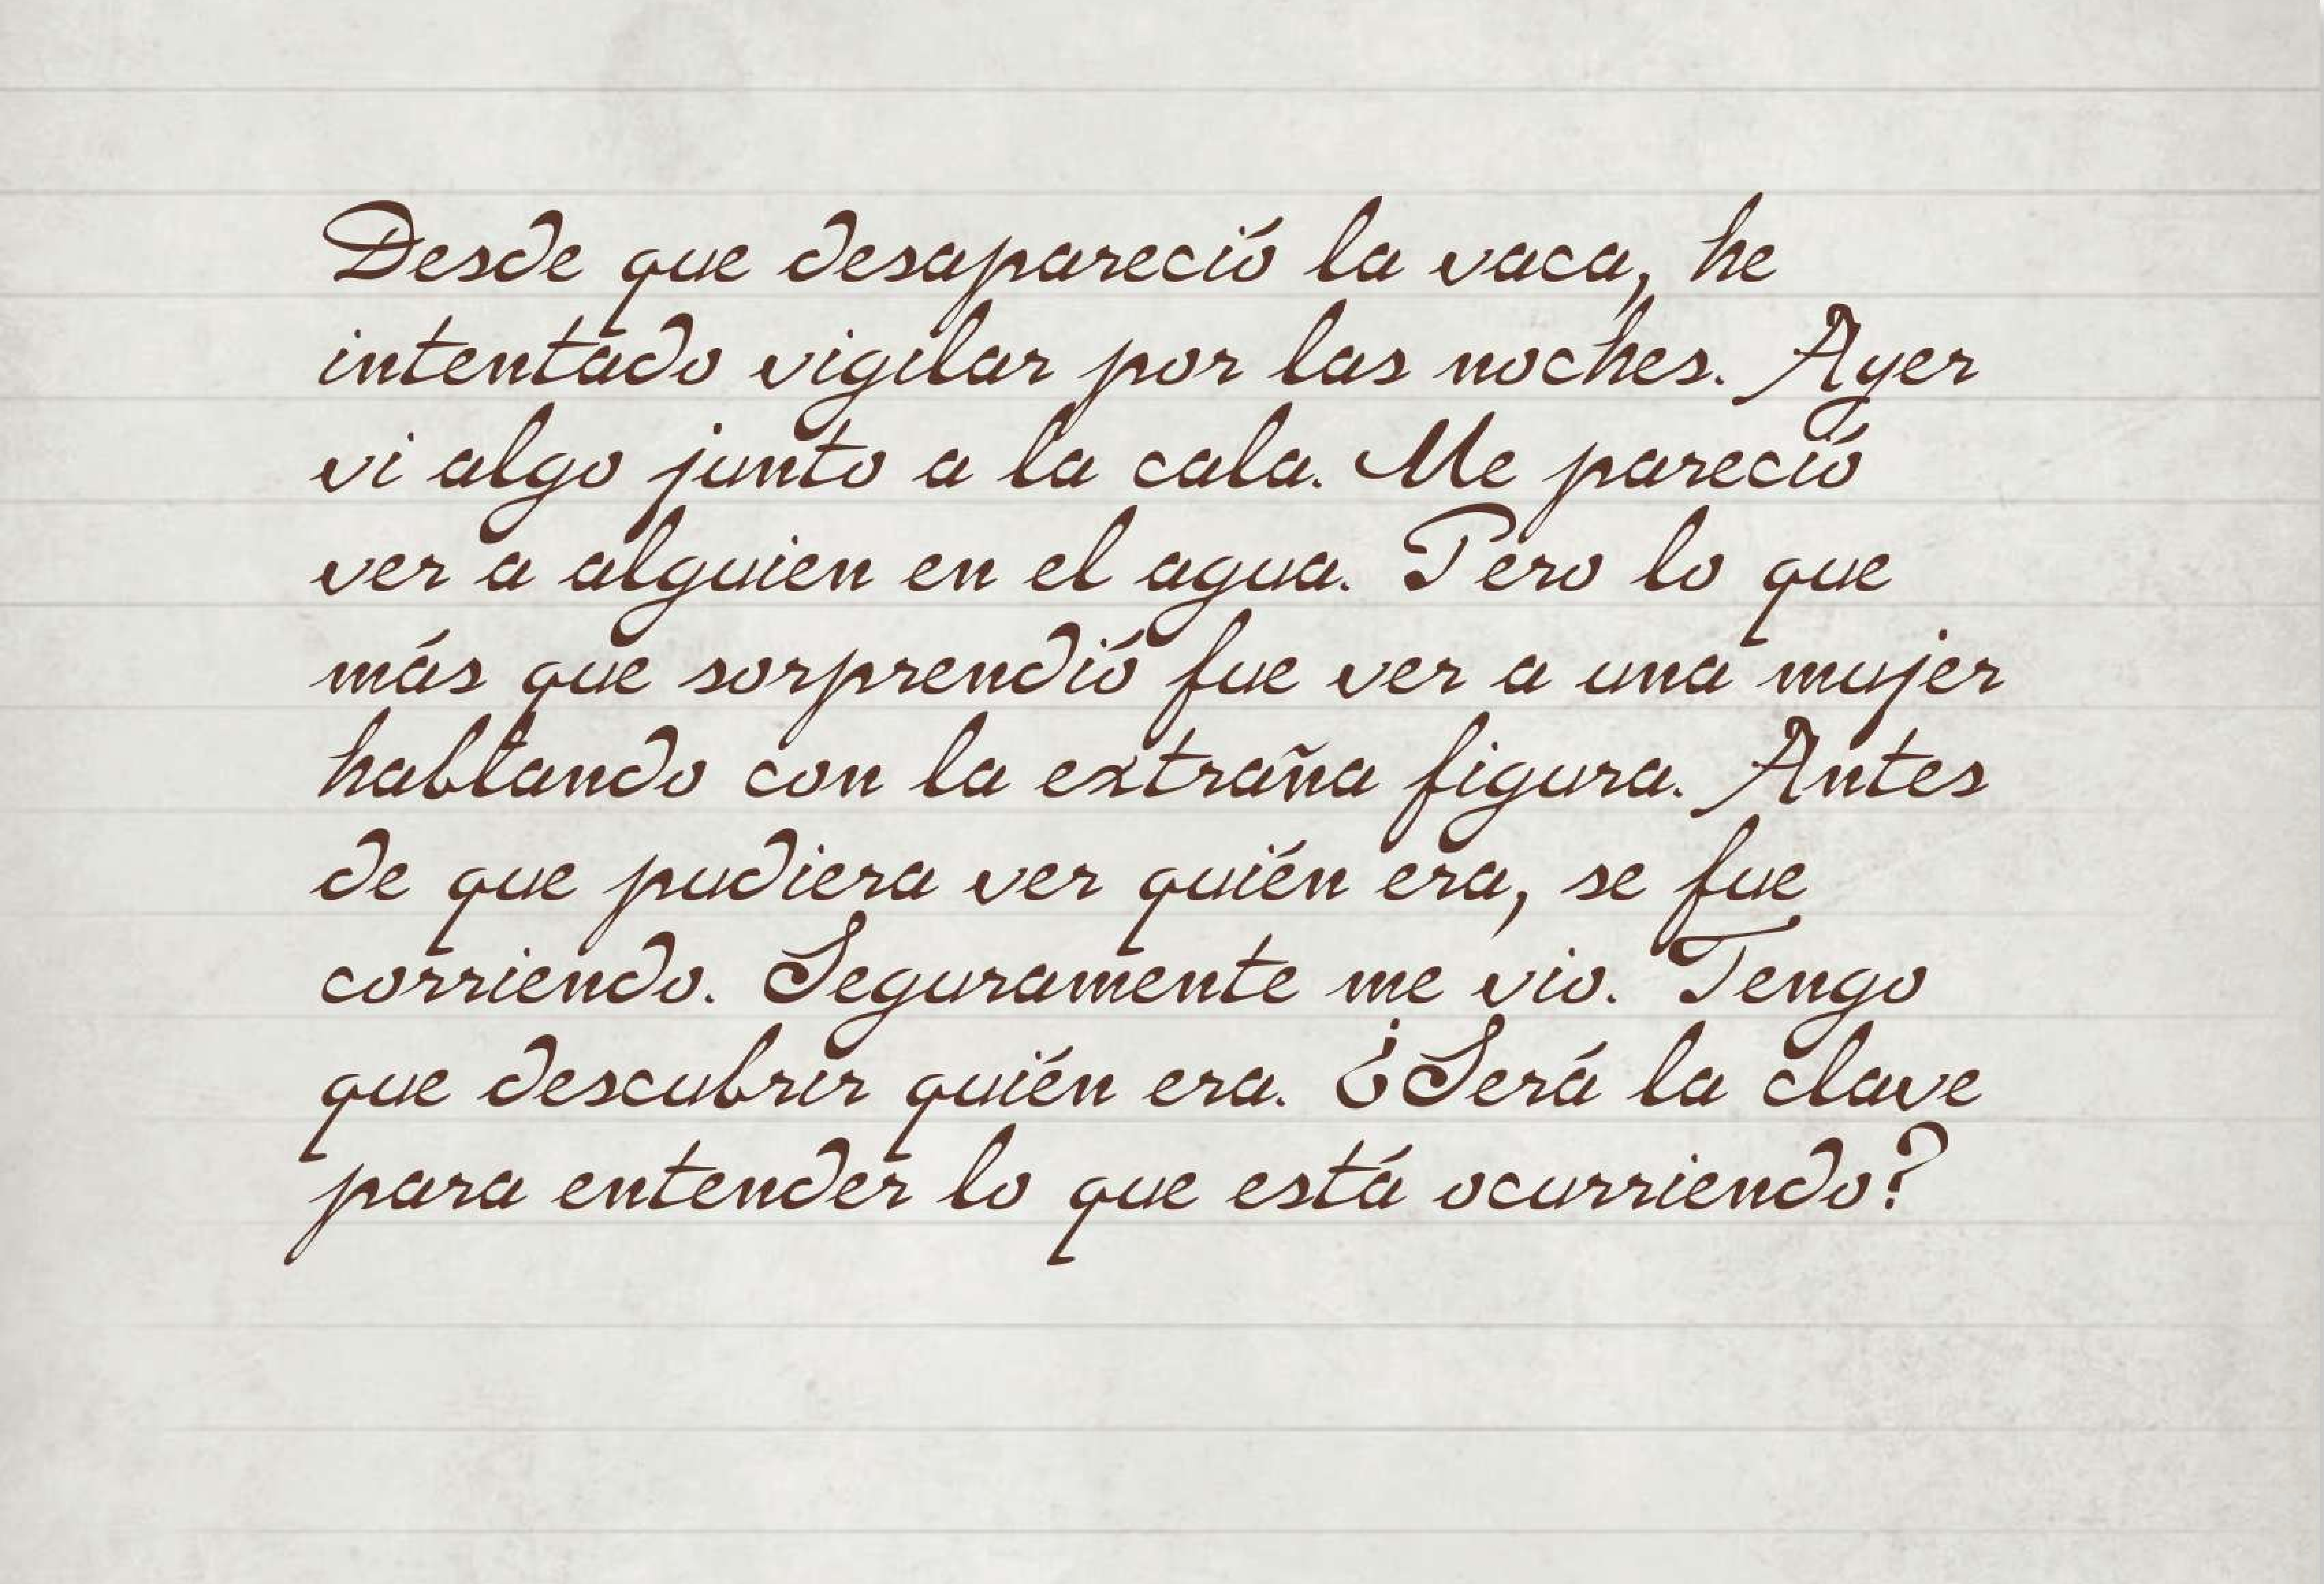 Desde que desapareció la vaca, he
intentado vigilar por las noches. Ayer
vi algo junto a la cala. Me pareció
ver a alguien en el agua. Pero lo que
más que sorprendió fue ver a una mujer
hablando con la extraña figura. Antes
de que pudiera ver quién era, se fue
corriendo. Seguramente me vio. Tengo
que descubrir quién era. ¿Será la clave
para entender lo que está ocurriendo?